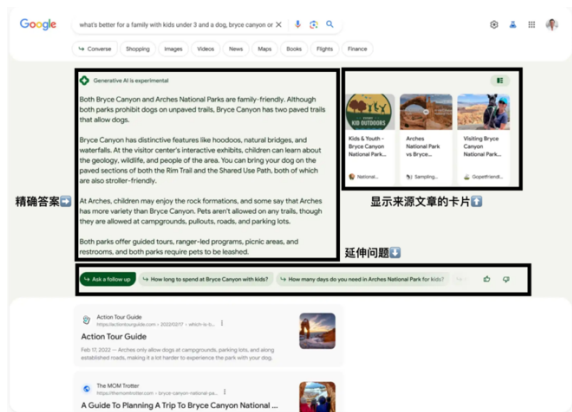 Google
what's better for a family with kids under 3 and a dog, bryce canyon or
Converse Shopping Images Videos News Maps Books Flights Finance
Generative AI is experimental
Both Bryce Canyon and Arches National Parks are family-friendly. Although
both parks prohibit dogs on unpaved trails, Bryce Canyon has two paved trails
that allow dogs.
Bryce Canyon has distinctive features like hoodoos, natural bridges, and
waterfalls. At the visitor center's interactive exhibits, children can learn about
the geology, wildlife, and people of the area. You can bring your dog on the
paved sections of both the Rim Trail and the Shared Use Path, both of which
are also stroller-friendly.
At Arches, children may enjoy the rock formations, and some say that Arches
has more variety than Bryce Canyon. Pets aren't allowed on any trails, though
they are allowed at campgrounds, pullouts, roads, and parking lots.
Both parks offer guided tours, ranger-led programs, picnic areas, and
restrooms, and both parks require pets to be leashed.
KID OUTDOORS
Kids & Youth -
Bryce Canyon
National Park...
National...
Arches
National Park
vs Bryce...
Sampling...
Visiting Bryce
Canyon
National Park...
GopetFriendl...
精确答案
显示来源文章的卡片
延伸问题
Ask a follow up
How long to spend at Bryce Canyon with kids?
How many days do you need in Arches National Park for kids?
Action Tour Guide
Action Tour Guide
Feb 17, 2022 — Arches only allow dogs at campgrounds, parking lots, and along
established roads, making it a lot harder to experience the park with your dog.
The MOM Trotter
A Guide To Planning A Trip To Bryce Canyon National ...